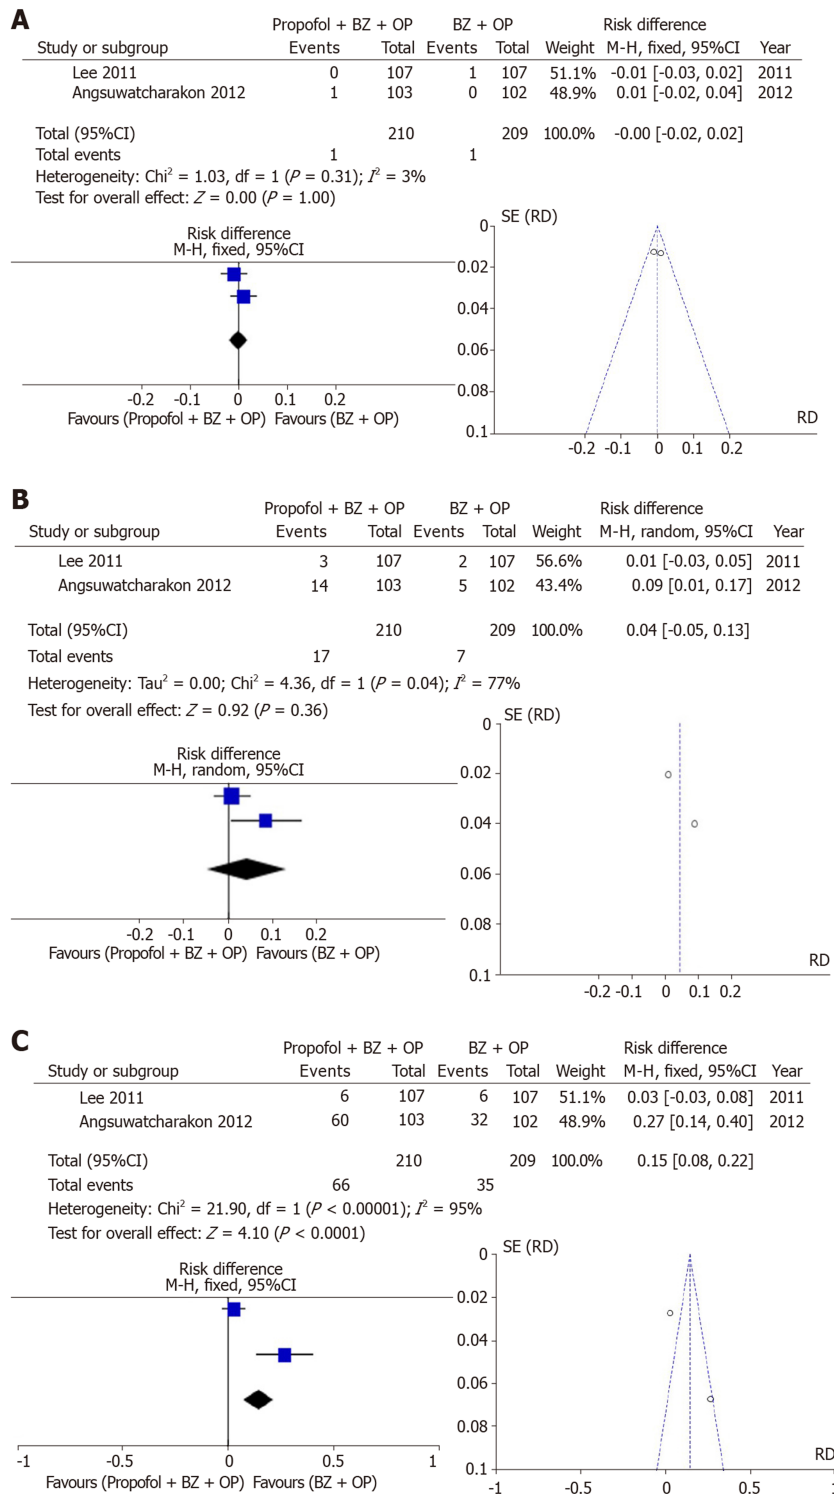 A
Propofol + BZ + OP BZ + OP Risk difference
Study or subgroup Events Total Events Total Weight M-H, fixed, 95%CI Year
Lee 2011 0 107 1 107 51.1% -0.01 [-0.03, 0.02] 2011
Angsuwatcharakon 2012 1 103 0 102 48.9% 0.01 [-0.02, 0.04] 2012
Total (95%CI) 210 209 100.0% -0.00 [-0.02, 0.02]
Total events 1 1
Heterogeneity: Chi² = 1.03, df = 1 (P = 0.31); I² = 3%
Test for overall effect: Z = 0.00 (P = 1.00)
Risk difference
M-H, fixed, 95%CI
-0.2 -0.1 0 0.1 0.2
Favours (Propofol + BZ + OP) Favours (BZ + OP)
SE (RD)
0
0.02
0.04
0.06
0.08
0.1
RD
-0.2 -0.1 0 0.1 0.2
B
Propofol + BZ + OP BZ + OP Risk difference
Study or subgroup Events Total Events Total Weight M-H, random, 95%CI Year
Lee 2011 3 107 2 107 56.6% 0.01 [-0.03, 0.05] 2011
Angsuwatcharakon 2012 14 103 5 102 43.4% 0.09 [0.01, 0.17] 2012
Total (95%CI) 210 209 100.0% 0.04 [-0.05, 0.13]
Total events 17 7
Heterogeneity: Tau² = 0.00; Chi² = 4.36, df = 1 (P = 0.04); I² = 77%
Test for overall effect: Z = 0.92 (P = 0.36)
Risk difference
M-H, random, 95%CI
-0.2 -0.1 0 0.1 0.2
Favours (Propofol + BZ + OP) Favours (BZ + OP)
SE (RD)
0
0.02
0.04
0.06
0.08
0.1
RD
-0.2 -0.1 0 0.1 0.2
C
Propofol + BZ + OP BZ + OP Risk difference
Study or subgroup Events Total Events Total Weight M-H, fixed, 95%CI Year
Lee 2011 6 107 6 107 51.1% 0.03 [-0.03, 0.08] 2011
Angsuwatcharakon 2012 60 103 32 102 48.9% 0.27 [0.14, 0.40] 2012
Total (95%CI) 210 209 100.0% 0.15 [0.08, 0.22]
Total events 66 35
Heterogeneity: Chi² = 21.90, df = 1 (P < 0.00001); I² = 95%
Test for overall effect: Z = 4.10 (P < 0.0001)
Risk difference
M-H, fixed, 95%CI
-1 -0.5 0 0.5 1
Favours (Propofol + BZ + OP) Favours (BZ + OP)
SE (RD)
0
0.02
0.04
0.06
0.08
0.1
RD
-1 -0.5 0 0.5 1